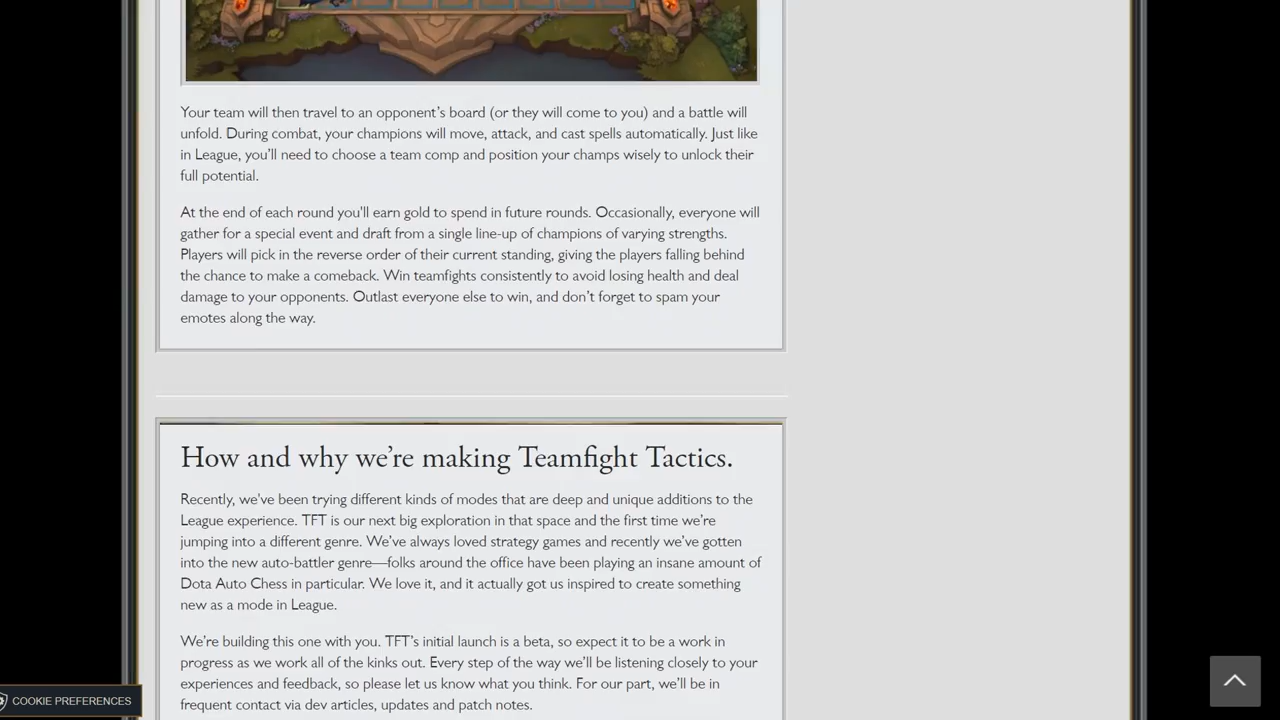 Your team will then travel to an opponent’s board (or they will come to you) and a battle will
unfold. During combat, your champions will move, attack, and cast spells automatically. Just like
in League, you’ll need to choose a team comp and position your champs wisely to unlock their
full potential.
At the end of each round you'll earn gold to spend in future rounds. Occasionally, everyone will
gather for a special event and draft from a single line-up of champions of varying strengths.
Players will pick in the reverse order of their current standing, giving the players falling behind
the chance to make a comeback. Win teamfights consistently to avoid losing health and deal
damage to your opponents. Outlast everyone else to win, and don’t forget to spam your
emotes along the way.
How and why we’re making Teamfight Tactics.
Recently, we've been trying different kinds of modes that are deep and unique additions to the
League experience. TFT is our next big exploration in that space and the first time we’re
jumping into a different genre. We’ve always loved strategy games and recently we’ve gotten
into the new auto-battler genre—folks around the office have been playing an insane amount of
Dota Auto Chess in particular. We love it, and it actually got us inspired to create something
new as a mode in League.
We’re building this one with you. TFT’s initial launch is a beta, so expect it to be a work in
progress as we work all of the kinks out. Every step of the way we’ll be listening closely to your
experiences and feedback, so please let us know what you think. For our part, we’ll be in
frequent contact via dev articles, updates and patch notes.
COOKIE PREFERENCES